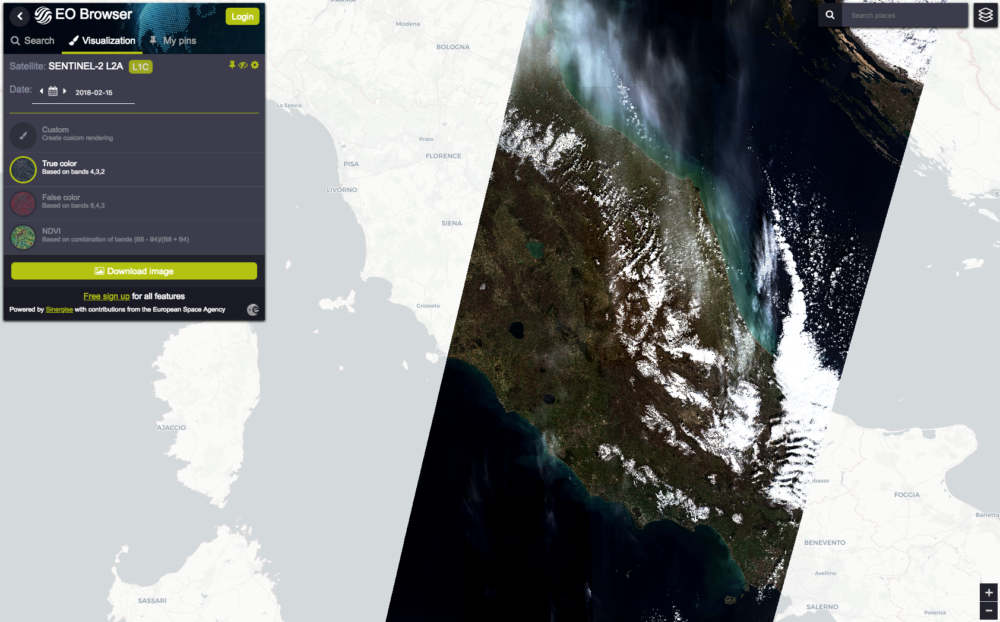 EO Browser
Login
Search
Visualization
My pins
Satellite: SENTINEL-2 L2A L1C
Date: 2018-02-15
Custom
Create custom rendering
True color
Based on bands 4,3,2
False color
Based on bands 8,4,3
NDVI
Based on combination of bands (B8 - B4)/(B8 + B4)
Download image
Free sign up for all features
Powered by Sinergise with contributions from the European Space Agency
Search places
PARMA
Modena
BOLOGNA
La Spezia
Prato
FLORENCE
PISA
LIVORNO
SIENA
Grosseto
AJACCIO
SASSARI
FOGGIA
Barletta
BENEVENTO
Avellino
SALERNO
Potenza
+
−